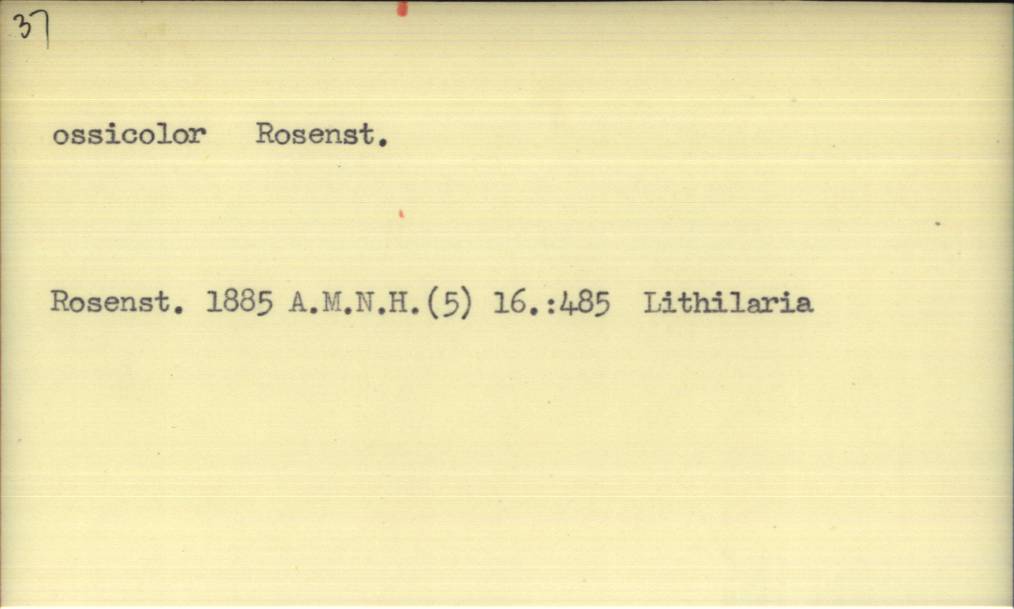 37
ossicolor Rosenst.
Rosenst. 1885 A.M.N.H.(5) 16.:485 Lithilaria